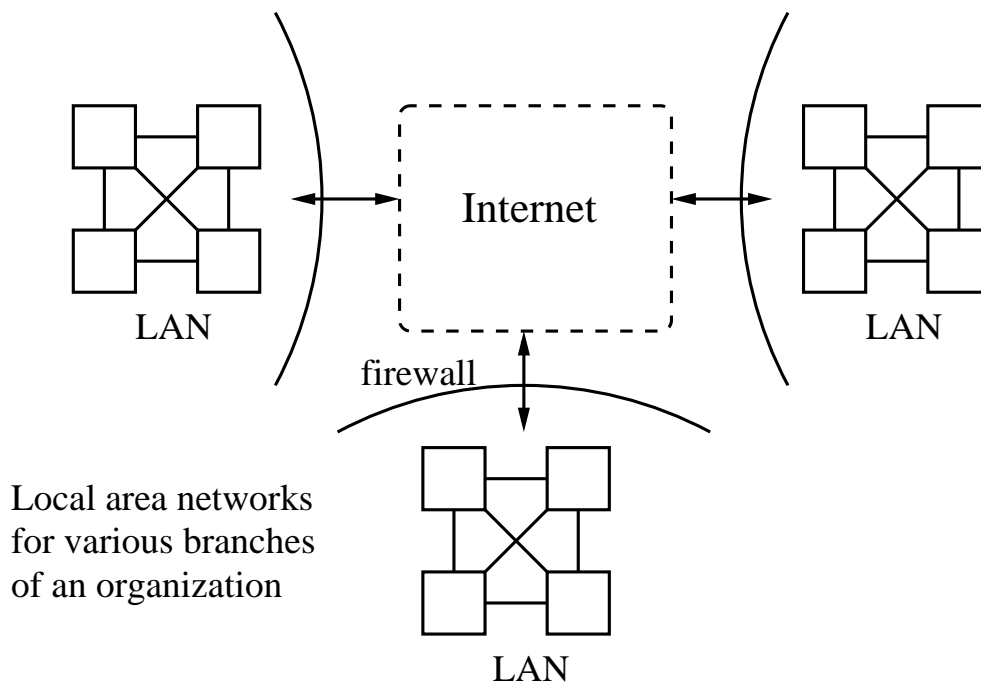 Internet
LAN
LAN
firewall
Local area networks
for various branches
of an organization
LAN